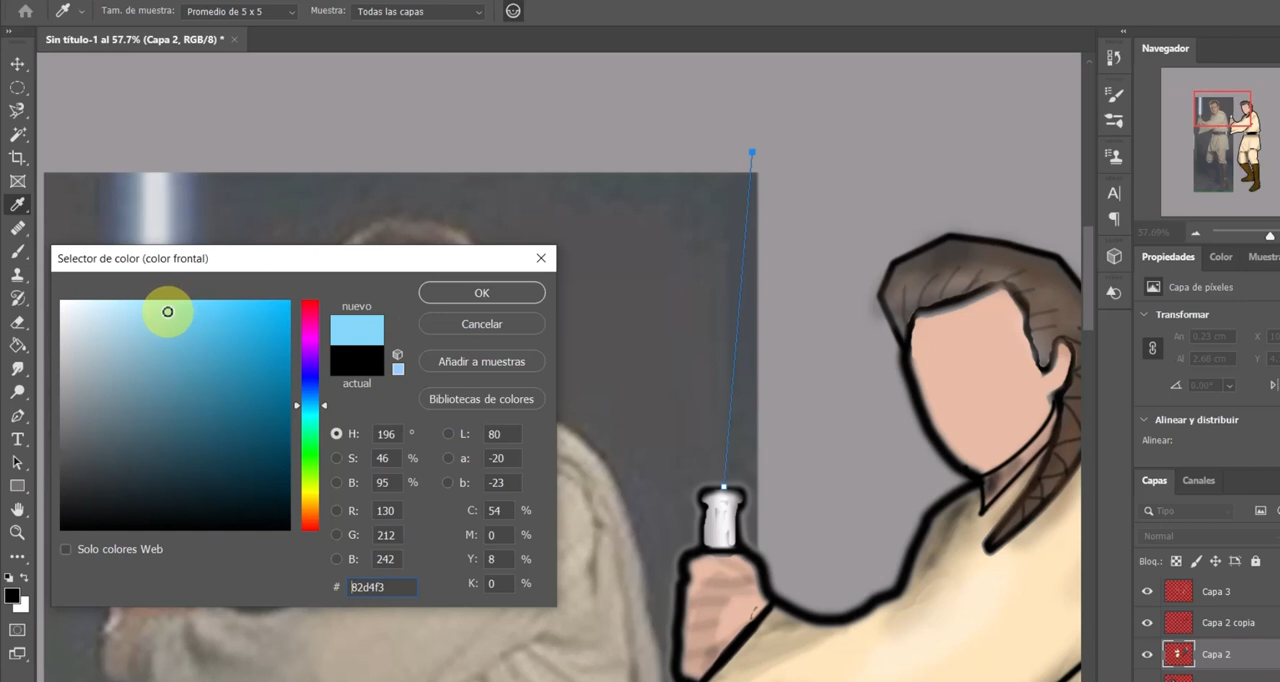 Tam. de muestra: Promedio de 5 x 5 Muestra: Todas las capas
Sin título-1 al 57.7% (Capa 2, RGB/8) * ×
Navegador
57.69%
Selector de color (color frontal)
nuevo
actual
OK
Cancelar
Añadir a muestras
Bibliotecas de colores
H: 196 ° L: 80
S: 46 % a: -20
B: 95 % b: -23
R: 130 C: 54 %
G: 212 M: 0 %
B: 242 Y: 8 %
# 82d4f3 K: 0 %
Solo colores Web
Propiedades Color
Capa de píxeles
Transformar
An 0.23 cm X
Al 2.66 cm Y
0.00°
Alinear y distribuir
Alinear:
Capas Canales
Tipo
Normal
Bloq.:
Capa 3
Capa 2 copia
Capa 2